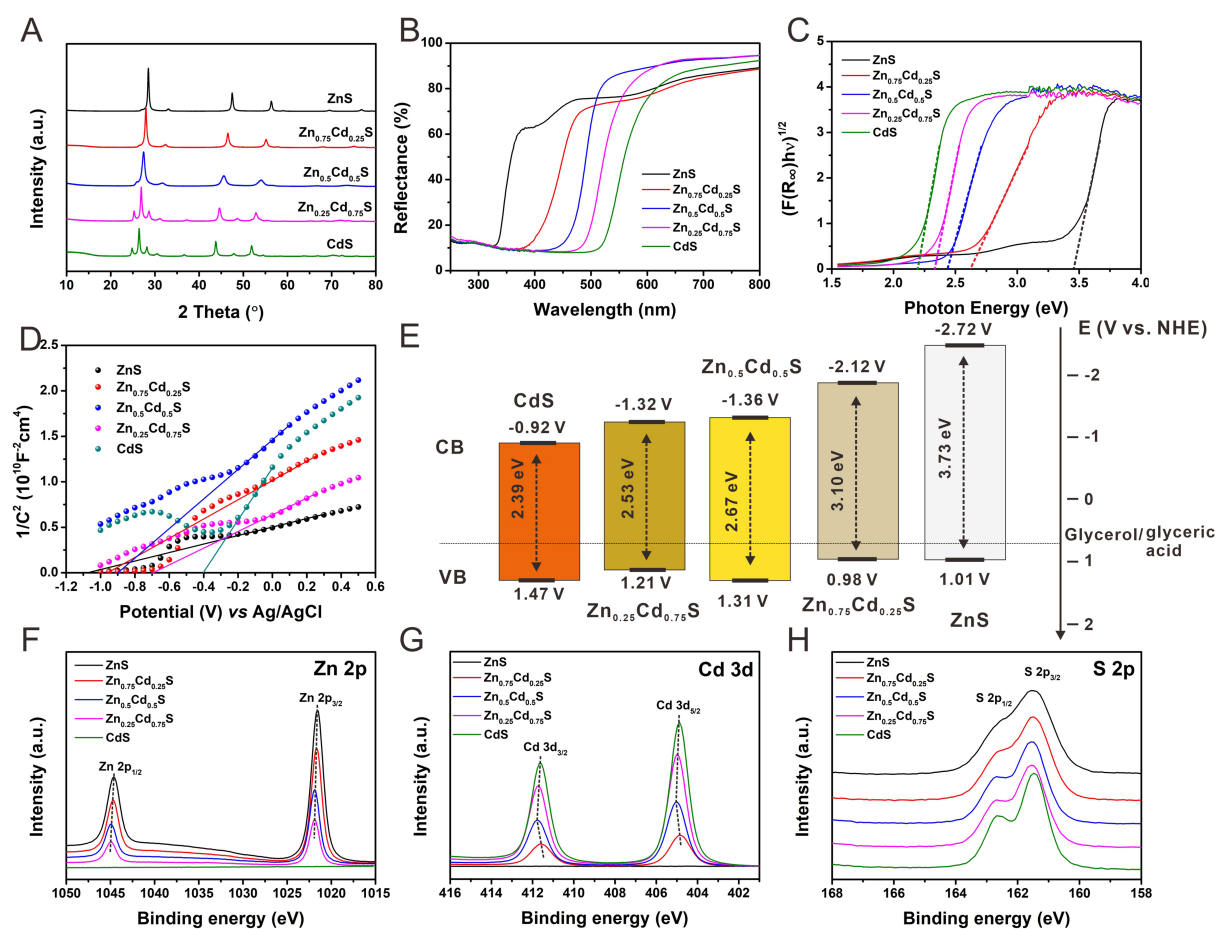 A
Intensity (a.u.)
ZnS
Zn0.75Cd0.25S
Zn0.5Cd0.5S
Zn0.25Cd0.75S
CdS
10 20 30 40 50 60 70 80
2 Theta (°)
B
Reflectance (%)
100
80
60
40
20
0
ZnS
Zn0.75Cd0.25S
Zn0.5Cd0.5S
Zn0.25Cd0.75S
CdS
300 400 500 600 700 800
Wavelength (nm)
C
(F(R∞)hν)1/2
5
4
3
2
1
0
ZnS
Zn0.75Cd0.25S
Zn0.5Cd0.5S
Zn0.25Cd0.75S
CdS
1.5 2.0 2.5 3.0 3.5 4.0
Photon Energy (eV)
D
1/C2 (1010F-2cm4)
2.5
2.0
1.5
1.0
0.5
0.0
ZnS
Zn0.75Cd0.25S
Zn0.5Cd0.5S
Zn0.25Cd0.75S
CdS
-1.2 -1.0 -0.8 -0.6 -0.4 -0.2 0.0 0.2 0.4 0.6
Potential (V) vs Ag/AgCl
E
CB
VB
CdS
-0.92 V
2.39 eV
1.47 V
-1.32 V
2.53 eV
1.21 V
Zn0.25Cd0.75S
Zn0.5Cd0.5S
-1.36 V
2.67 eV
1.31 V
-2.12 V
3.10 eV
0.98 V
Zn0.75Cd0.25S
-2.72 V
3.73 eV
1.01 V
ZnS
E (V vs. NHE)
-2
-1
0
Glycerol/glyceric
acid
1
2
F
Zn 2p
Intensity (a.u.)
ZnS
Zn0.75Cd0.25S
Zn0.5Cd0.5S
Zn0.25Cd0.75S
CdS
Zn 2p1/2
Zn 2p3/2
1050 1045 1040 1035 1030 1025 1020 1015
Binding energy (eV)
G
Cd 3d
Intensity (a.u.)
ZnS
Zn0.75Cd0.25S
Zn0.5Cd0.5S
Zn0.25Cd0.75S
CdS
Cd 3d3/2
Cd 3d5/2
416 414 412 410 408 406 404 402
Binding energy (eV)
H
S 2p
Intensity (a.u.)
ZnS
Zn0.75Cd0.25S
Zn0.5Cd0.5S
Zn0.25Cd0.75S
CdS
S 2p1/2
S 2p3/2
168 166 164 162 160 158
Binding energy (eV)